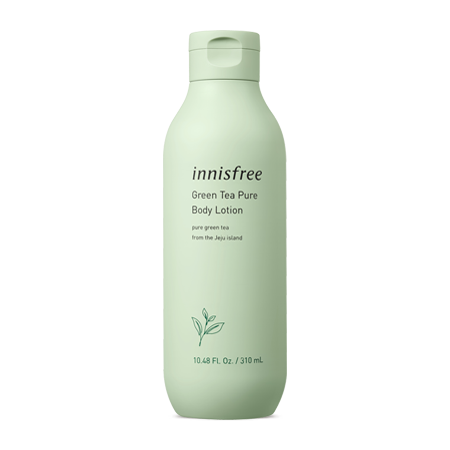 innisfree
Green Tea Pure
Body Lotion
pure green tea
from the Jeju island
10.48 Fl. Oz. / 310 mL